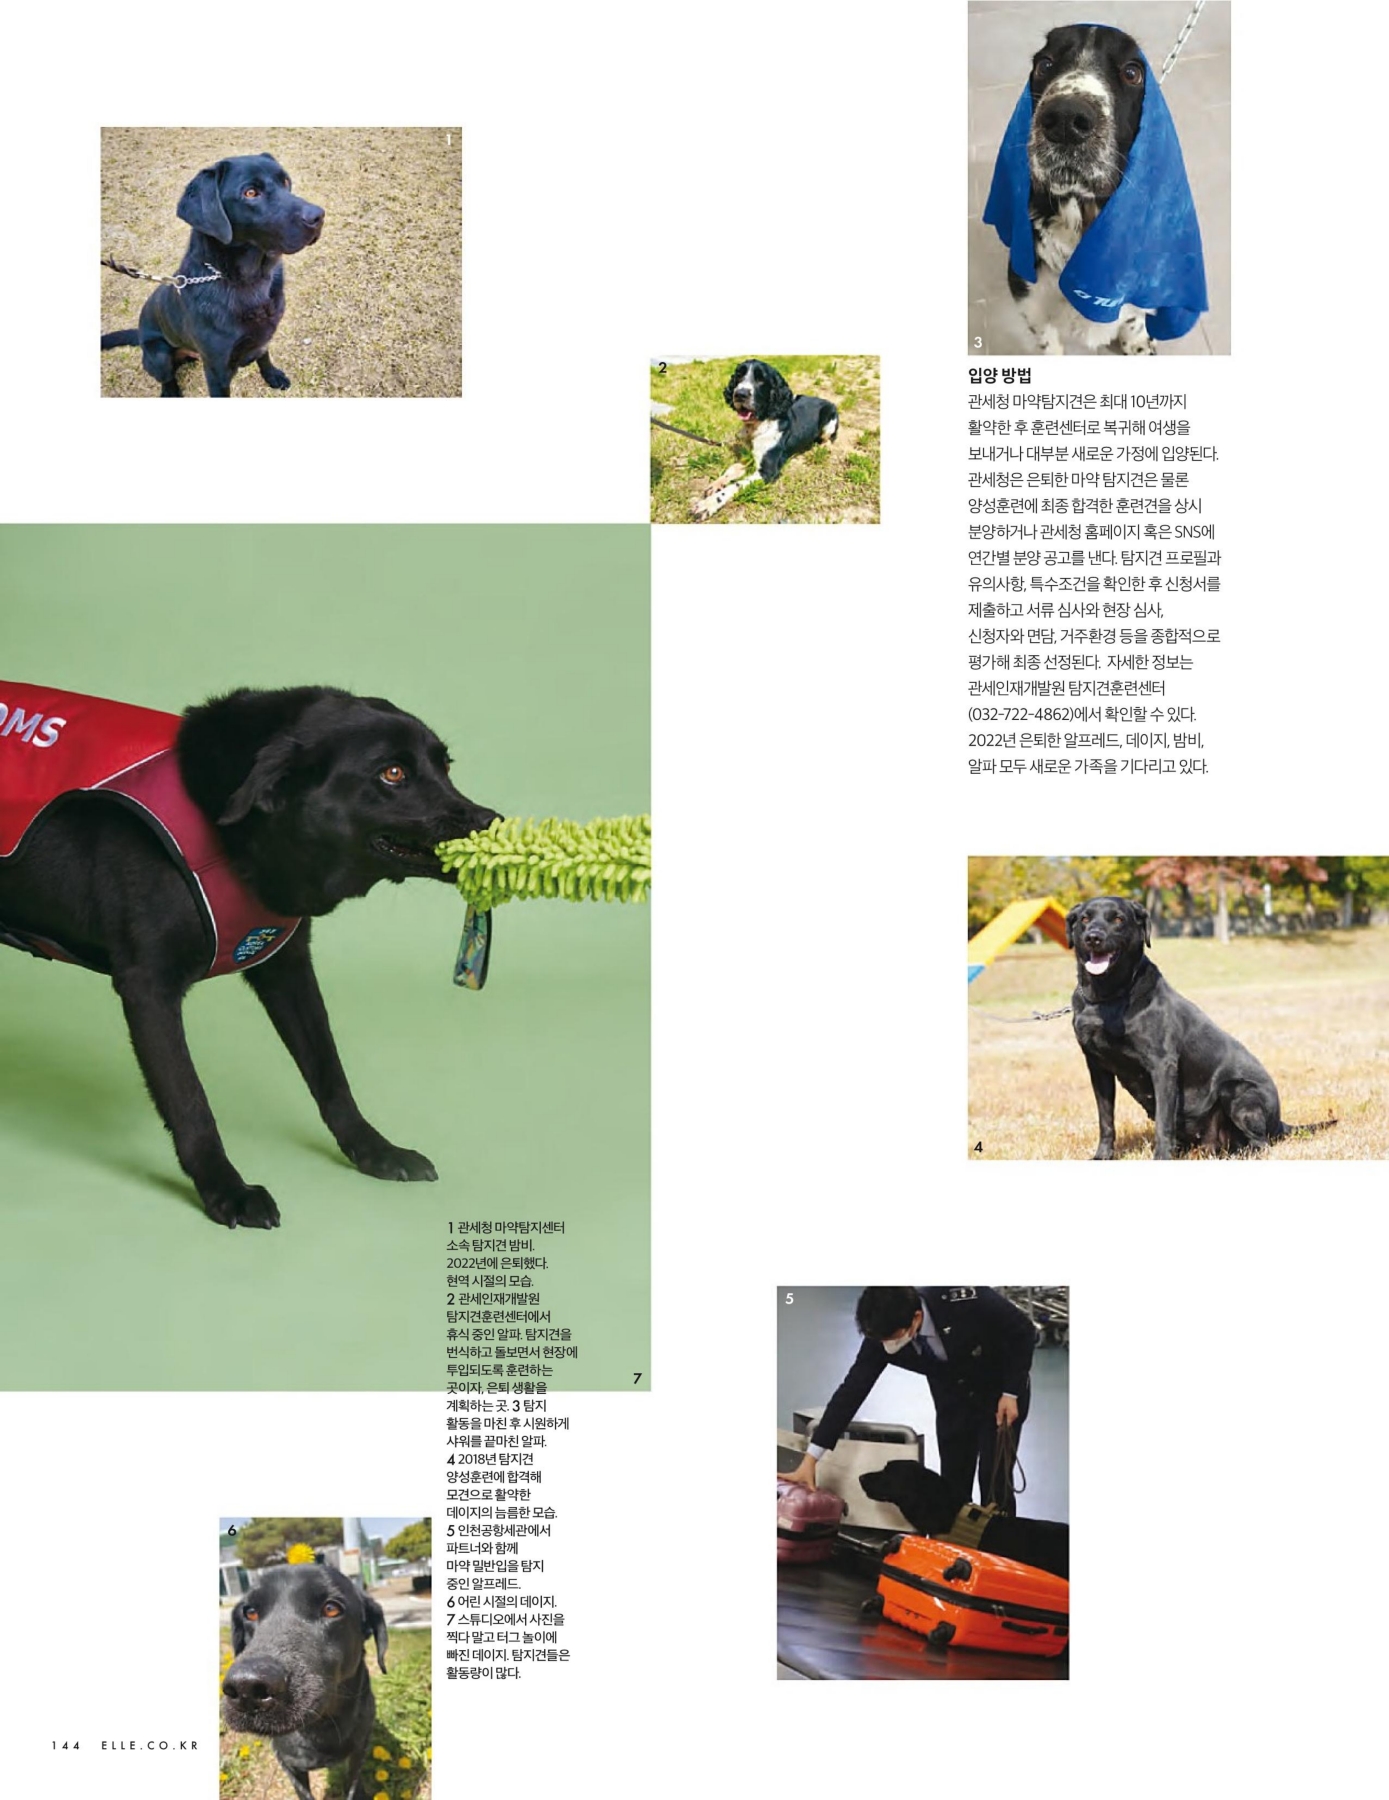 1
2
3
입양 방법
관세청 마약탐지견은 최대 10년까지
활약한 후 훈련센터로 복귀해 여생을
보내거나 대부분 새로운 가정에 입양된다.
관세청은 은퇴한 마약 탐지견은 물론
양성훈련에 최종 합격한 훈련견을 상시
분양하거나 관세청 홈페이지 혹은 SNS에
연간별 분양 공고를 낸다. 탐지견 프로필과
유의사항, 특수조건을 확인한 후 신청서를
제출하고 서류 심사와 현장 심사,
신청자와 면담, 거주환경 등을 종합적으로
평가해 최종 선정된다. 자세한 정보는
관세인재개발원 탐지견훈련센터
(032-722-4862)에서 확인할 수 있다.
2022년 은퇴한 알프레드, 데이지, 밤비,
알파 모두 새로운 가족을 기다리고 있다.
OMS
4
5
7
1 관세청 마약탐지센터
소속 탐지견 밤비.
2022년에 은퇴했다.
현역 시절의 모습.
2 관세인재개발원
탐지견훈련센터에서
휴식 중인 알파. 탐지견을
번식하고 돌보면서 현장에
투입되도록 훈련하는
곳이자, 은퇴 생활을
계획하는 곳. 3 탐지
활동을 마친 후 시원하게
샤워를 끝마친 알파.
4 2018년 탐지견
양성훈련에 합격해
모견으로 활약한
데이지의 늠름한 모습.
5 인천공항세관에서
파트너와 함께
마약 밀반입을 탐지
중인 알프레드.
6 어린 시절의 데이지.
7 스튜디오에서 사진을
찍다 말고 터그 놀이에
빠진 데이지. 탐지견들은
활동량이 많다.
6
144 ELLE.CO.KR